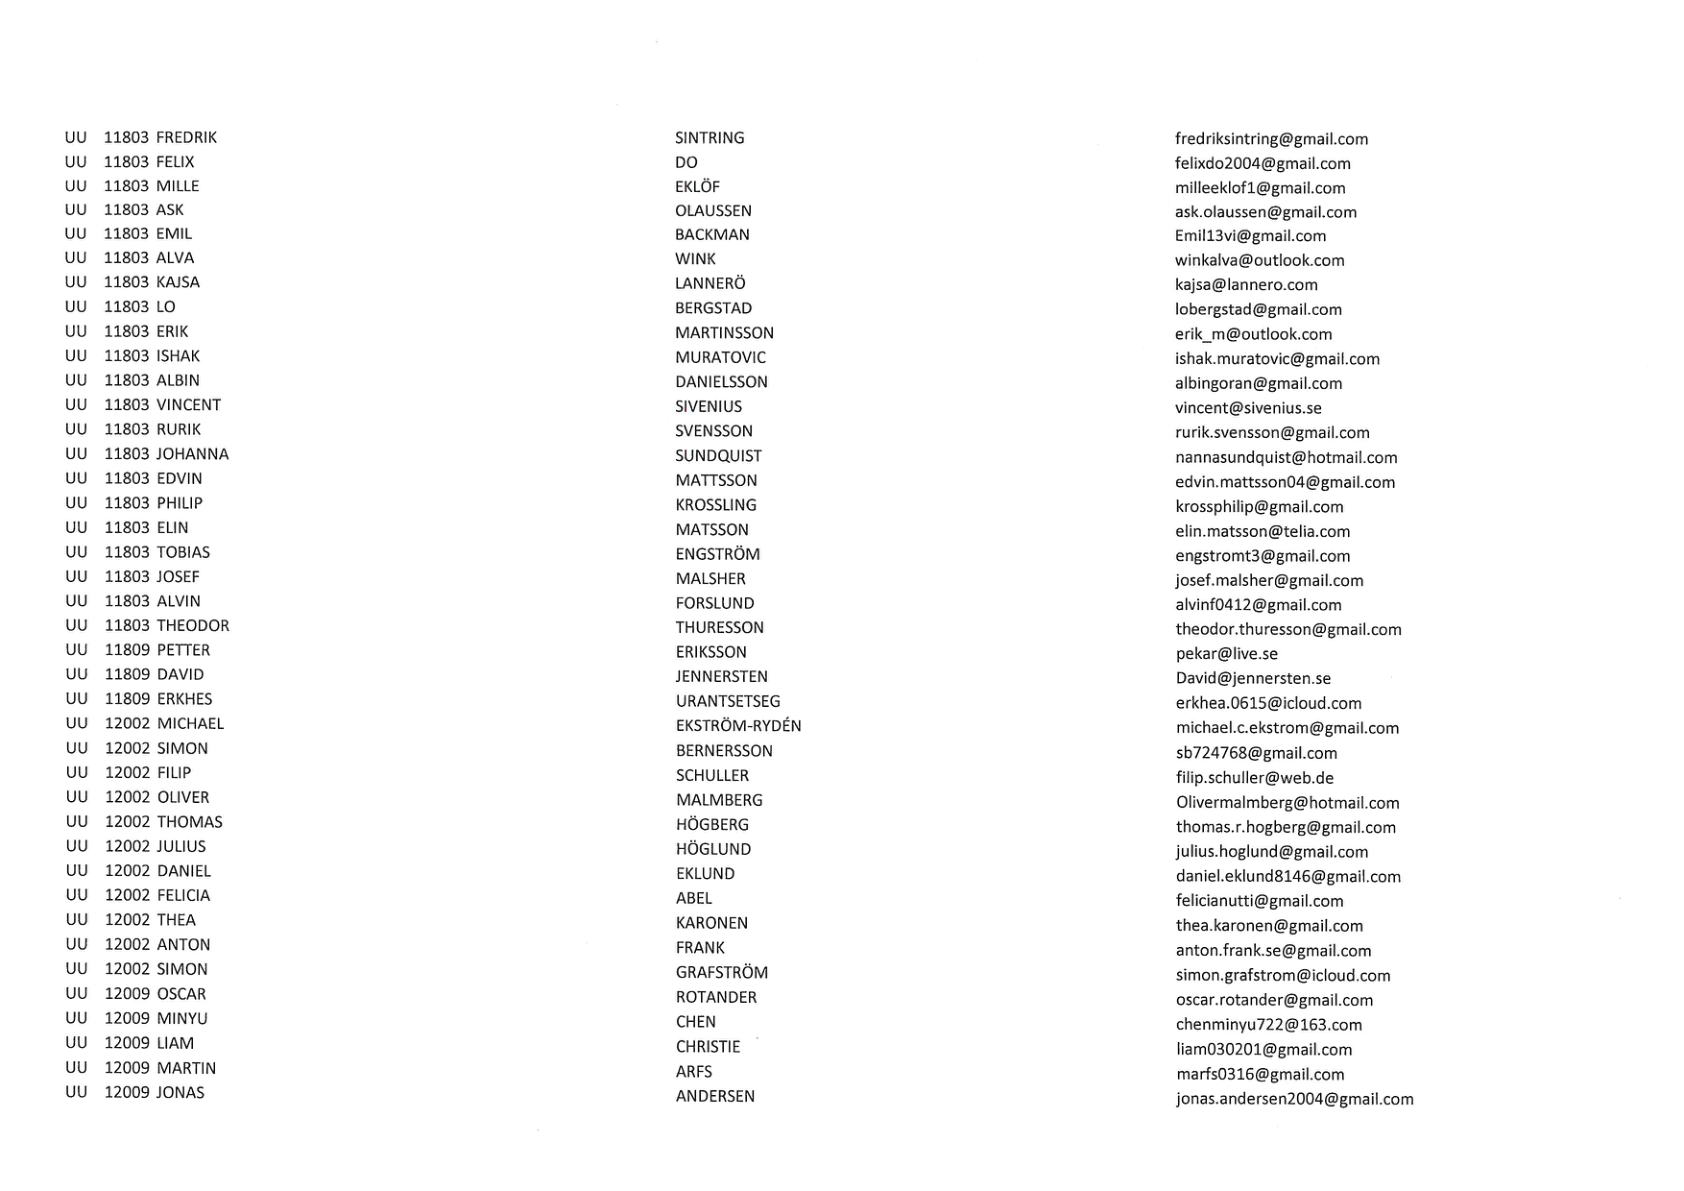 UU 11803 FREDRIK SINTRING fredriksintring@gmail.com
UU 11803 FELIX DO felixdo2004@gmail.com
UU 11803 MILLE EKLÖF milleeklof1@gmail.com
UU 11803 ASK OLAUSSEN ask.olaussen@gmail.com
UU 11803 EMIL BACKMAN Emil13vi@gmail.com
UU 11803 ALVA WINK winkalva@outlook.com
UU 11803 KAJSA LANNERÖ kajsa@lannero.com
UU 11803 LO BERGSTAD lobergstad@gmail.com
UU 11803 ERIK MARTINSSON erik_m@outlook.com
UU 11803 ISHAK MURATOVIC ishak.muratovic@gmail.com
UU 11803 ALBIN DANIELSSON albingoran@gmail.com
UU 11803 VINCENT SIVENIUS vincent@sivenius.se
UU 11803 RURIK SVENSSON rurik.svensson@gmail.com
UU 11803 JOHANNA SUNDQUIST nannasundquist@hotmail.com
UU 11803 EDVIN MATTSSON edvin.mattsson04@gmail.com
UU 11803 PHILIP KROSSLING krossphilip@gmail.com
UU 11803 ELIN MATSSON elin.matsson@telia.com
UU 11803 TOBIAS ENGSTRÖM engstromt3@gmail.com
UU 11803 JOSEF MALSHER josef.malsher@gmail.com
UU 11803 ALVIN FORSLUND alvinf0412@gmail.com
UU 11803 THEODOR THURESSON theodor.thuresson@gmail.com
UU 11809 PETTER ERIKSSON pekar@live.se
UU 11809 DAVID JENNERSTEN David@jennersten.se
UU 11809 ERKHES URANTSETSEG erkhea.0615@icloud.com
UU 12002 MICHAEL EKSTRÖM-RYDÉN michael.c.ekstrom@gmail.com
UU 12002 SIMON BERNERSSON sb724768@gmail.com
UU 12002 FILIP SCHULLER filip.schuller@web.de
UU 12002 OLIVER MALMBERG Olivermalmberg@hotmail.com
UU 12002 THOMAS HÖGBERG thomas.r.hogberg@gmail.com
UU 12002 JULIUS HÖGLUND julius.hoglund@gmail.com
UU 12002 DANIEL EKLUND daniel.eklund8146@gmail.com
UU 12002 FELICIA ABEL felicianutti@gmail.com
UU 12002 THEA KARONEN thea.karonen@gmail.com
UU 12002 ANTON FRANK anton.frank.se@gmail.com
UU 12002 SIMON GRAFSTRÖM simon.grafstrom@icloud.com
UU 12009 OSCAR ROTANDER oscar.rotander@gmail.com
UU 12009 MINYU CHEN chenminyu722@163.com
UU 12009 LIAM CHRISTIE liam030201@gmail.com
UU 12009 MARTIN ARFS marfs0316@gmail.com
UU 12009 JONAS ANDERSEN jonas.andersen2004@gmail.com